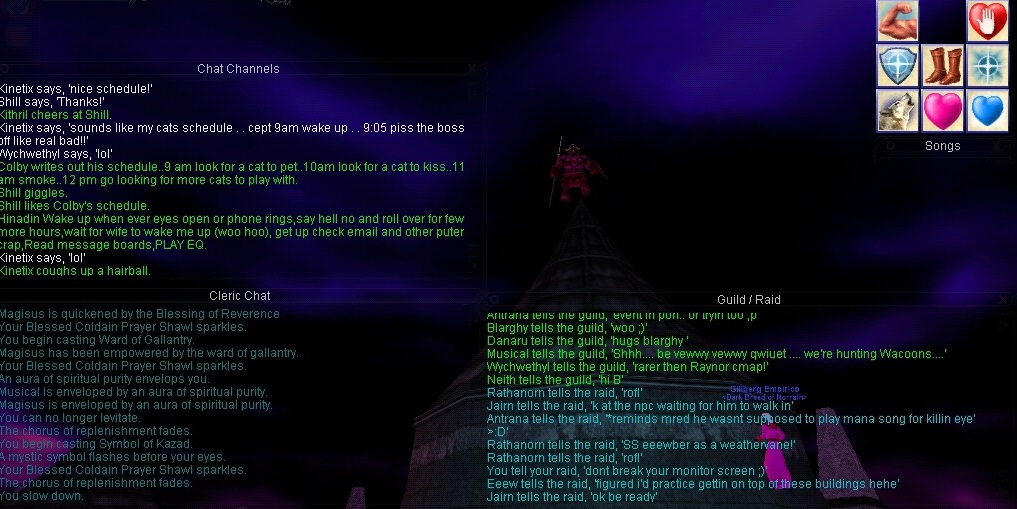 Chat Channels
Kinetix says, 'nice schedule!'
Shill says, 'Thanks!'
Kithril cheers at Shill.
Kinetix says, 'sounds like my cats schedule . . cept 9am wake up . . 9:05 piss the boss
off like real bad!!'
Wychwethyl says, 'lol'
Colby writes out his schedule..9 am look for a cat to pet..10am look for a cat to kiss..11
am smoke..12 pm go looking for more cats to play with.
Shill giggles.
Shill likes Colby's schedule.
Hinadin Wake up when ever eyes open or phone rings,say hell no and roll over for few
more hours,wait for wife to wake me up (woo hoo), get up check email and other puter
crap,Read message boards,PLAY EQ.
Kinetix says, 'lol'
Kinetix coughs up a hairball.
Songs
Cleric Chat
Magisus is quickened by the Blessing of Reverence
Your Blessed Coldain Prayer Shawl sparkles.
You begin casting Ward of Gallantry.
Magisus has been empowered by the ward of gallantry.
Your Blessed Coldain Prayer Shawl sparkles.
An aura of spiritual purity envelops you.
Musical is enveloped by an aura of spiritual purity.
Magisus is enveloped by an aura of spiritual purity.
You can no longer levitate.
The chorus of replenishment fades.
You begin casting Symbol of Kazad.
A mystic symbol flashes before your eyes.
Your Blessed Coldain Prayer Shawl sparkles.
The chorus of replenishment fades.
You slow down.
Guild / Raid
Antrana tells the guild, 'event in pon.. or tryin too ;p'
Blarghy tells the guild, 'woo ;)'
Danaru tells the guild, 'hugs blarghy '
Musical tells the guild, 'Shhh.... be vewwy vewwy qwiuet .... we're hunting Wacoons....'
Wychwethyl tells the guild, 'rarer then Raynor cmap!'
Neith tells the guild, 'hi B'
Rathanorn tells the raid, 'rofl'
Jairn tells the raid, 'k at the npc waiting for him to walk in'
Antrana tells the raid, '*reminds mred he wasnt supposed to play mana song for killin eye'
>:D'
Rathanorn tells the raid, 'SS eeewber as a weathervane!'
Rathanorn tells the raid, 'rofl'
You tell your raid, 'dont break your monitor screen ;)'
Eeew tells the raid, 'figured i'd practice gettin on top of these buildings hehe'
Jairn tells the raid, 'ok be ready'
Gillberg Empirico
<Dark Breed of Norrath>